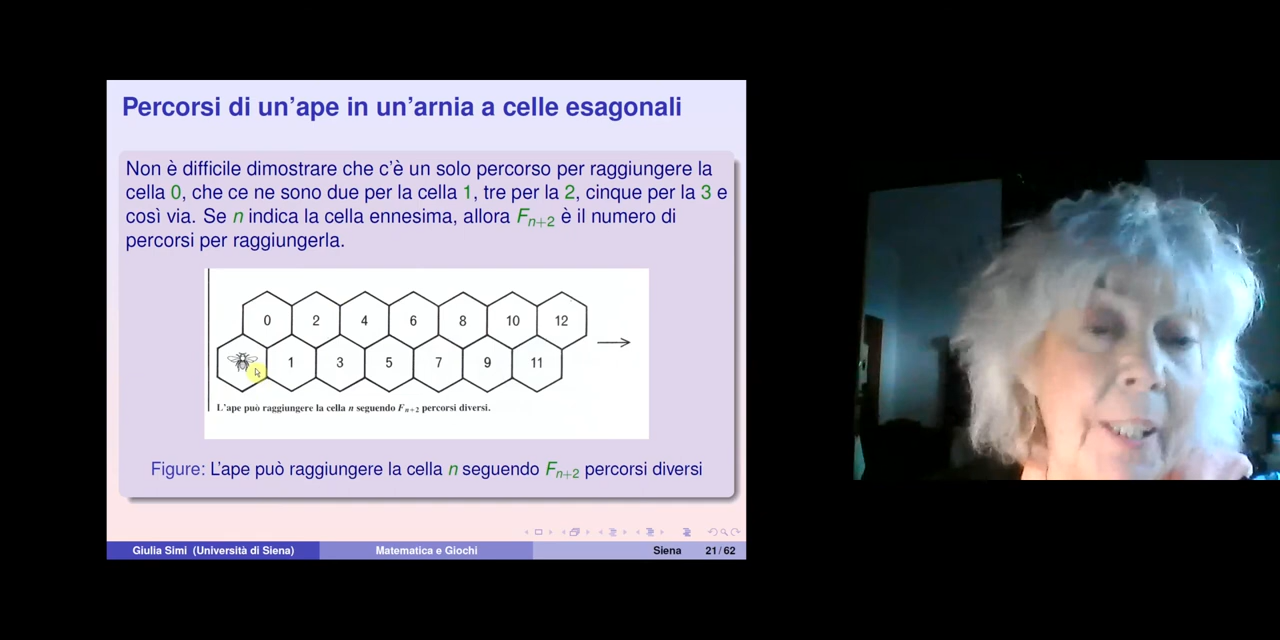 Percorsi di un'ape in un'arnia a celle esagonali
Non è difficile dimostrare che c'è un solo percorso per raggiungere la
cella 0, che ce ne sono due per la cella 1, tre per la 2, cinque per la 3 e
così via. Se n indica la cella ennesima, allora Fn+2 è il numero di
percorsi per raggiungerla.
0 2 4 6 8 10 12
1 3 5 7 9 11
L'ape può raggiungere la cella n seguendo Fn+2 percorsi diversi.
Figure: L'ape può raggiungere la cella n seguendo Fn+2 percorsi diversi
Giulia Simi (Università di Siena) Matematica e Giochi Siena 21/62